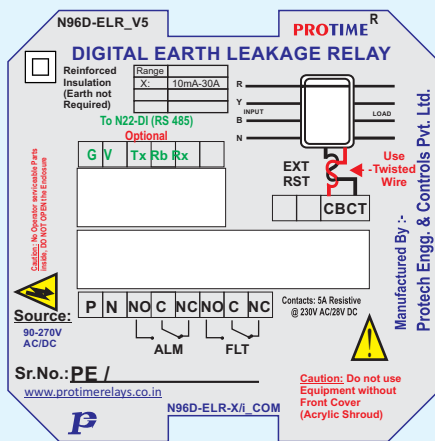 N96D-ELR_V5
PROTIME R
DIGITAL EARTH LEAKAGE RELAY
Reinforced
Insulation
(Earth not
Required)
Range
X: 10mA-30A
R
Y
INPUT LOAD
B
N
To N22-DI (RS 485)
Optional
G V Tx Rb Rx
EXT
RST
Use
Twisted
Wire
CBCT
Caution: No Operator serviceable Parts
inside, DO NOT OPEN the Enclosure
Manufactured By :-
Protech Engg. & Controls Pvt. Ltd.
P N NO C NC NO C NC
Contacts: 5A Resistive
@ 230V AC/28V DC
Source:
90-270V
AC/DC
ALM FLT
Sr.No.: PE /
www.protimerelays.co.in
Caution: Do not use
Equipment without
Front Cover
(Acrylic Shroud)
P
N96D-ELR-X/i_COM